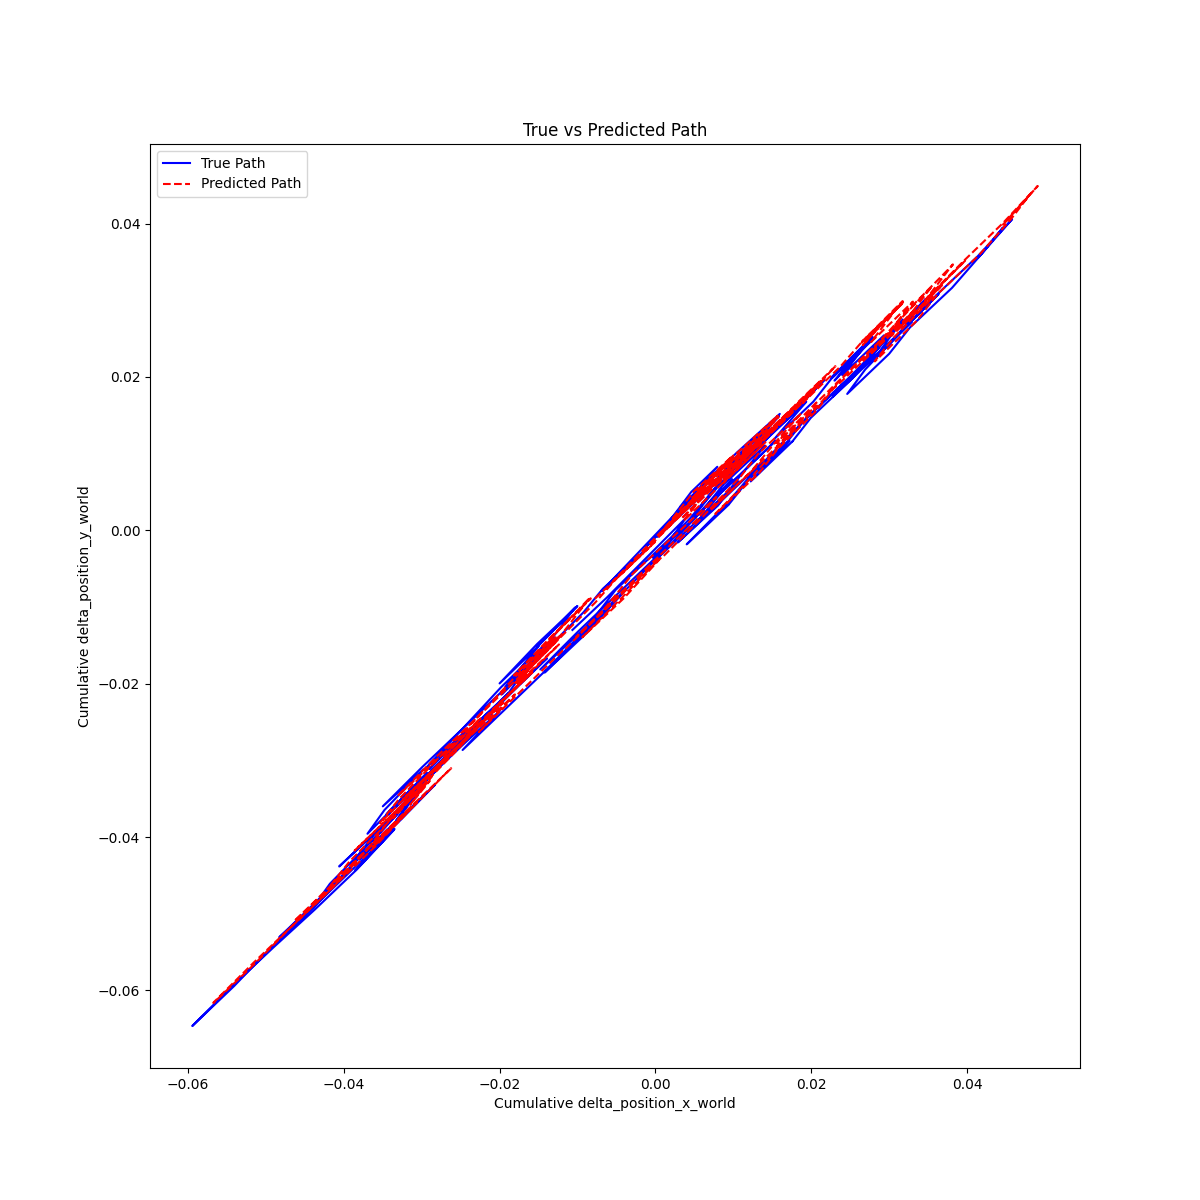 True vs Predicted Path
True Path
Predicted Path
0.04
0.02
0.00
−0.02
−0.04
−0.06
Cumulative delta_position_y_world
−0.06
−0.04
−0.02
0.00
0.02
0.04
Cumulative delta_position_x_world